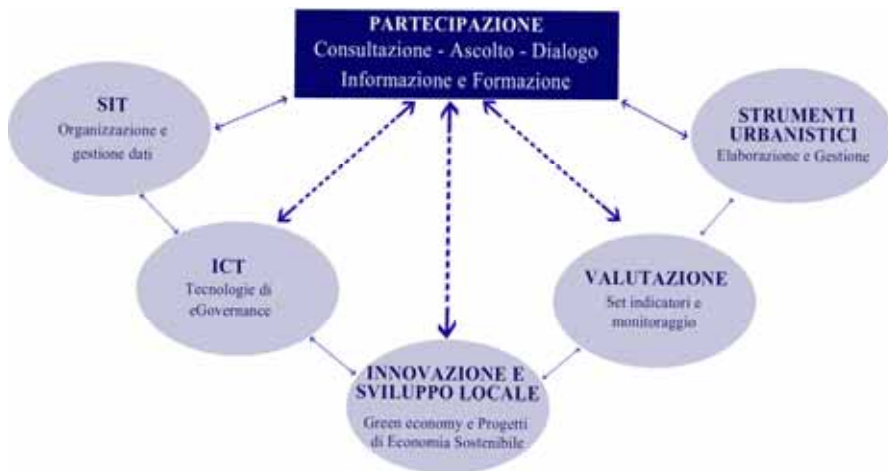 PARTECIPAZIONE
Consultazione - Ascolto - Dialogo
Informazione e Formazione
SIT
Organizzazione e
gestione dati
STRUMENTI
URBANISTICI
Elaborazione e Gestione
ICT
Tecnologie di
eGovernance
VALUTAZIONE
Set indicatori e
monitoraggio
INNOVAZIONE E
SVILUPPO LOCALE
Green economy e Progetti
di Economia Sostenibile